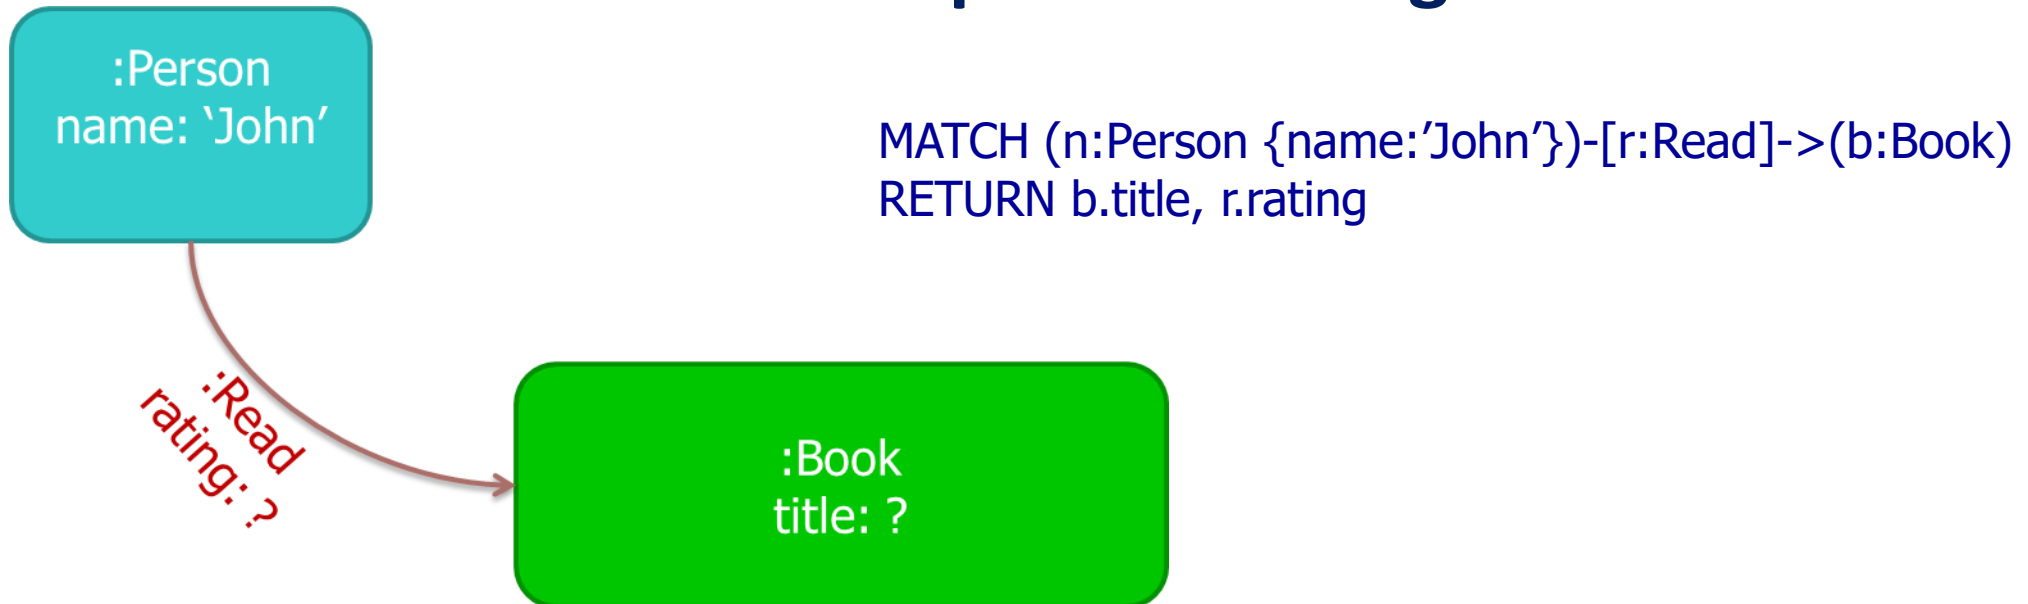 :Person
name: ‘John’
MATCH (n:Person {name:’John’})-[r:Read]->(b:Book)
RETURN b.title, r.rating
:Read
rating: ?
:Book
title: ?